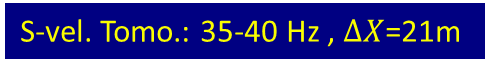 S-vel. Tomo.: 35-40 Hz , ΔX=21m